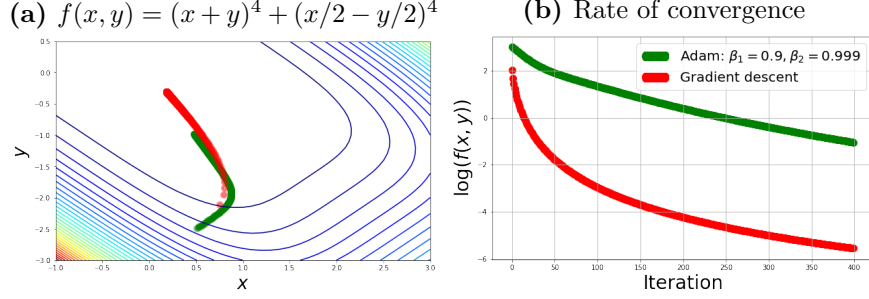 (a) f(x, y) = (x + y)^4 + (x/2 − y/2)^4
(b) Rate of convergence
0.5
0.0
−0.5
−1.0
−1.5
−2.0
−2.5
−3.0
y
−1.0 −0.5 0.0 0.5 1.0 1.5 2.0 2.5 3.0
x
Adam: β₁ = 0.9, β₂ = 0.999
Gradient descent
2
0
−2
−4
−6
log(f(x, y))
0 50 100 150 200 250 300 350 400
Iteration